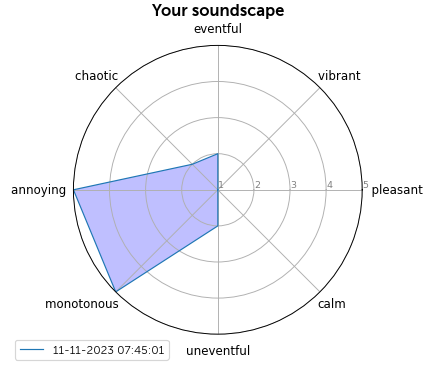 Your soundscape
eventful
chaotic
vibrant
annoying
1 2 3 4 5
pleasant
monotonous
calm
uneventful
11-11-2023 07:45:01